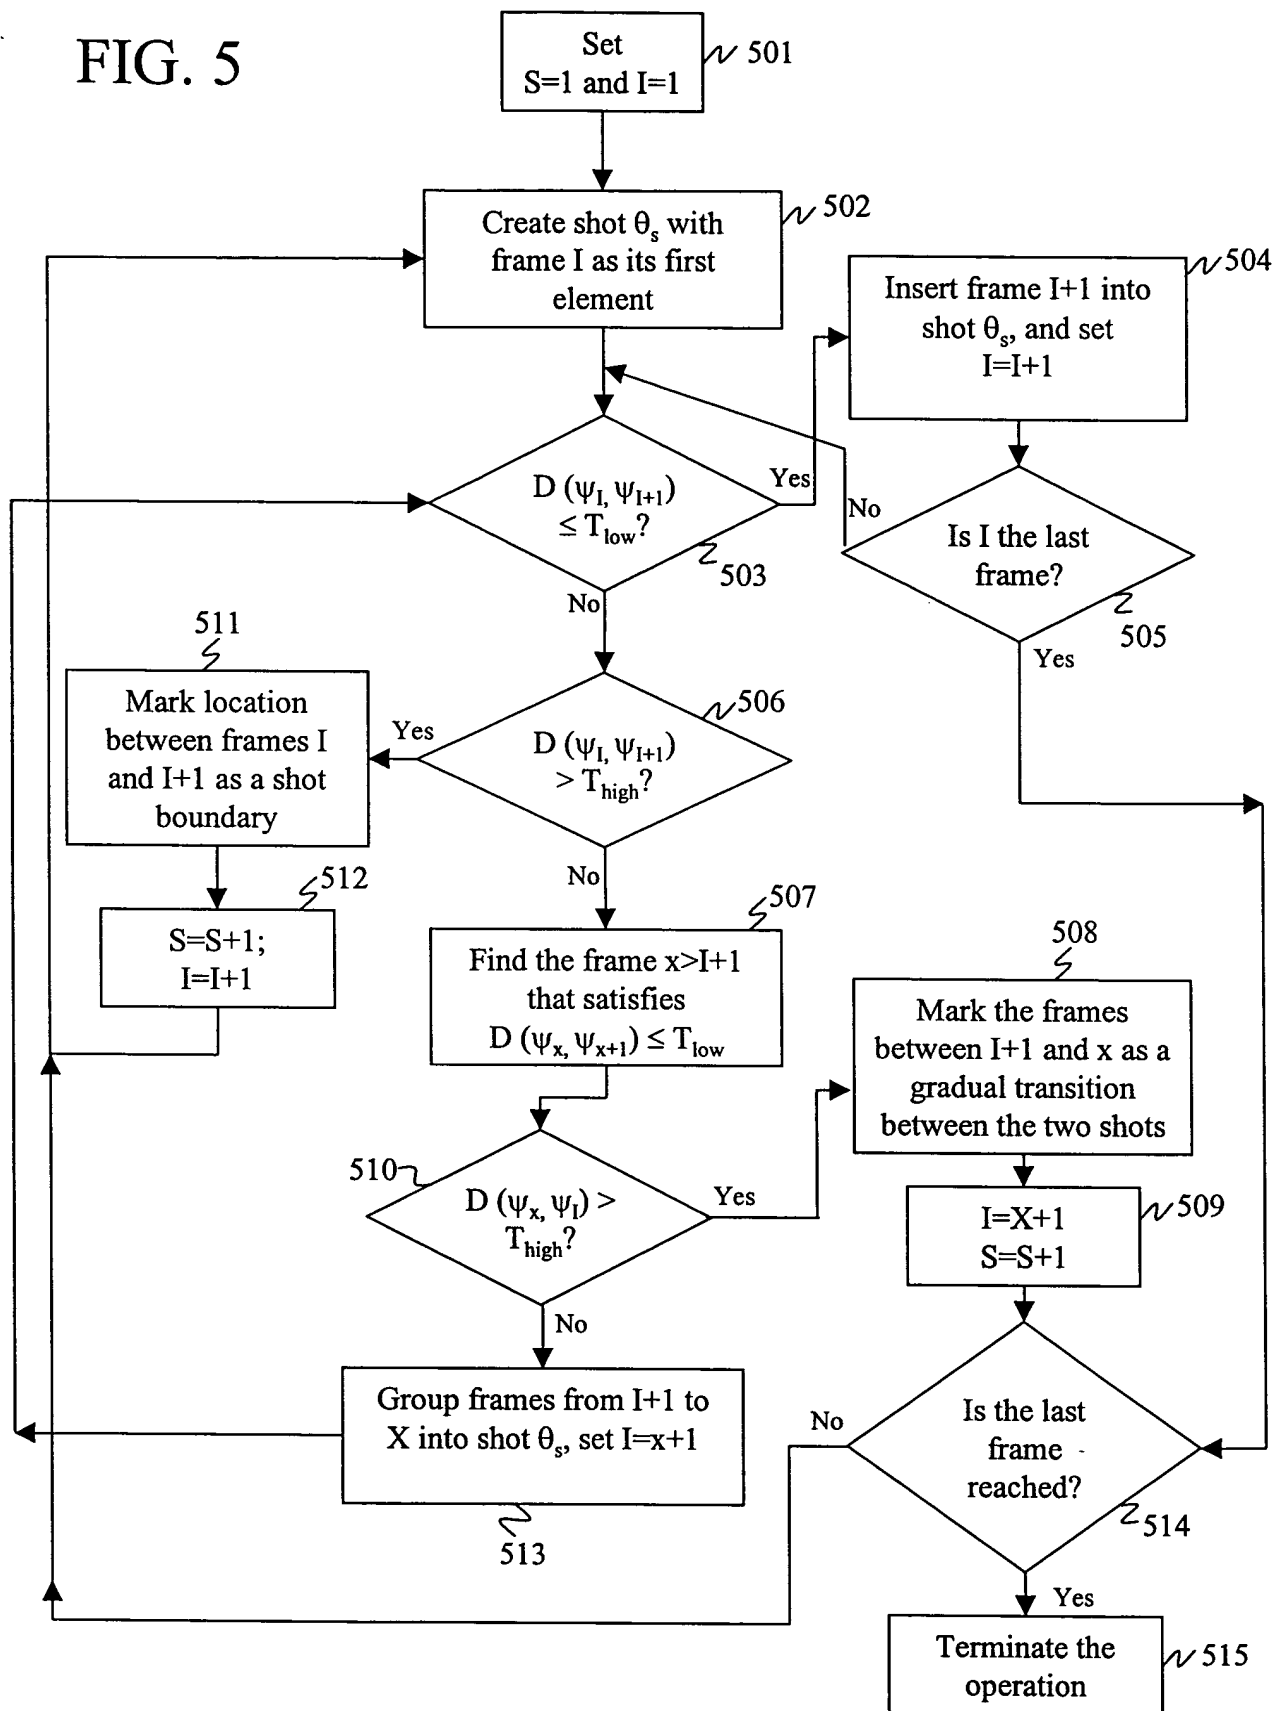 FIG. 5
Set
S=1 and I=1
501
Create shot θs with
frame I as its first
element
502
Insert frame I+1 into
shot θs, and set
I=I+1
504
D (ψI, ψI+1)
≤ Tlow?
Yes
503
No
No
Is I the last
frame?
505
Yes
511
Mark location
between frames I
and I+1 as a shot
boundary
Yes
D (ψI, ψI+1)
> Thigh?
506
No
512
S=S+1;
I=I+1
507
Find the frame x>I+1
that satisfies
D (ψx, ψx+1) ≤ Tlow
508
Mark the frames
between I+1 and x as a
gradual transition
between the two shots
510
D (ψx, ψI) >
Thigh?
Yes
No
I=X+1
S=S+1
509
Group frames from I+1 to
X into shot θs, set I=x+1
513
No
Is the last
frame
reached?
514
Yes
Terminate the
operation
515